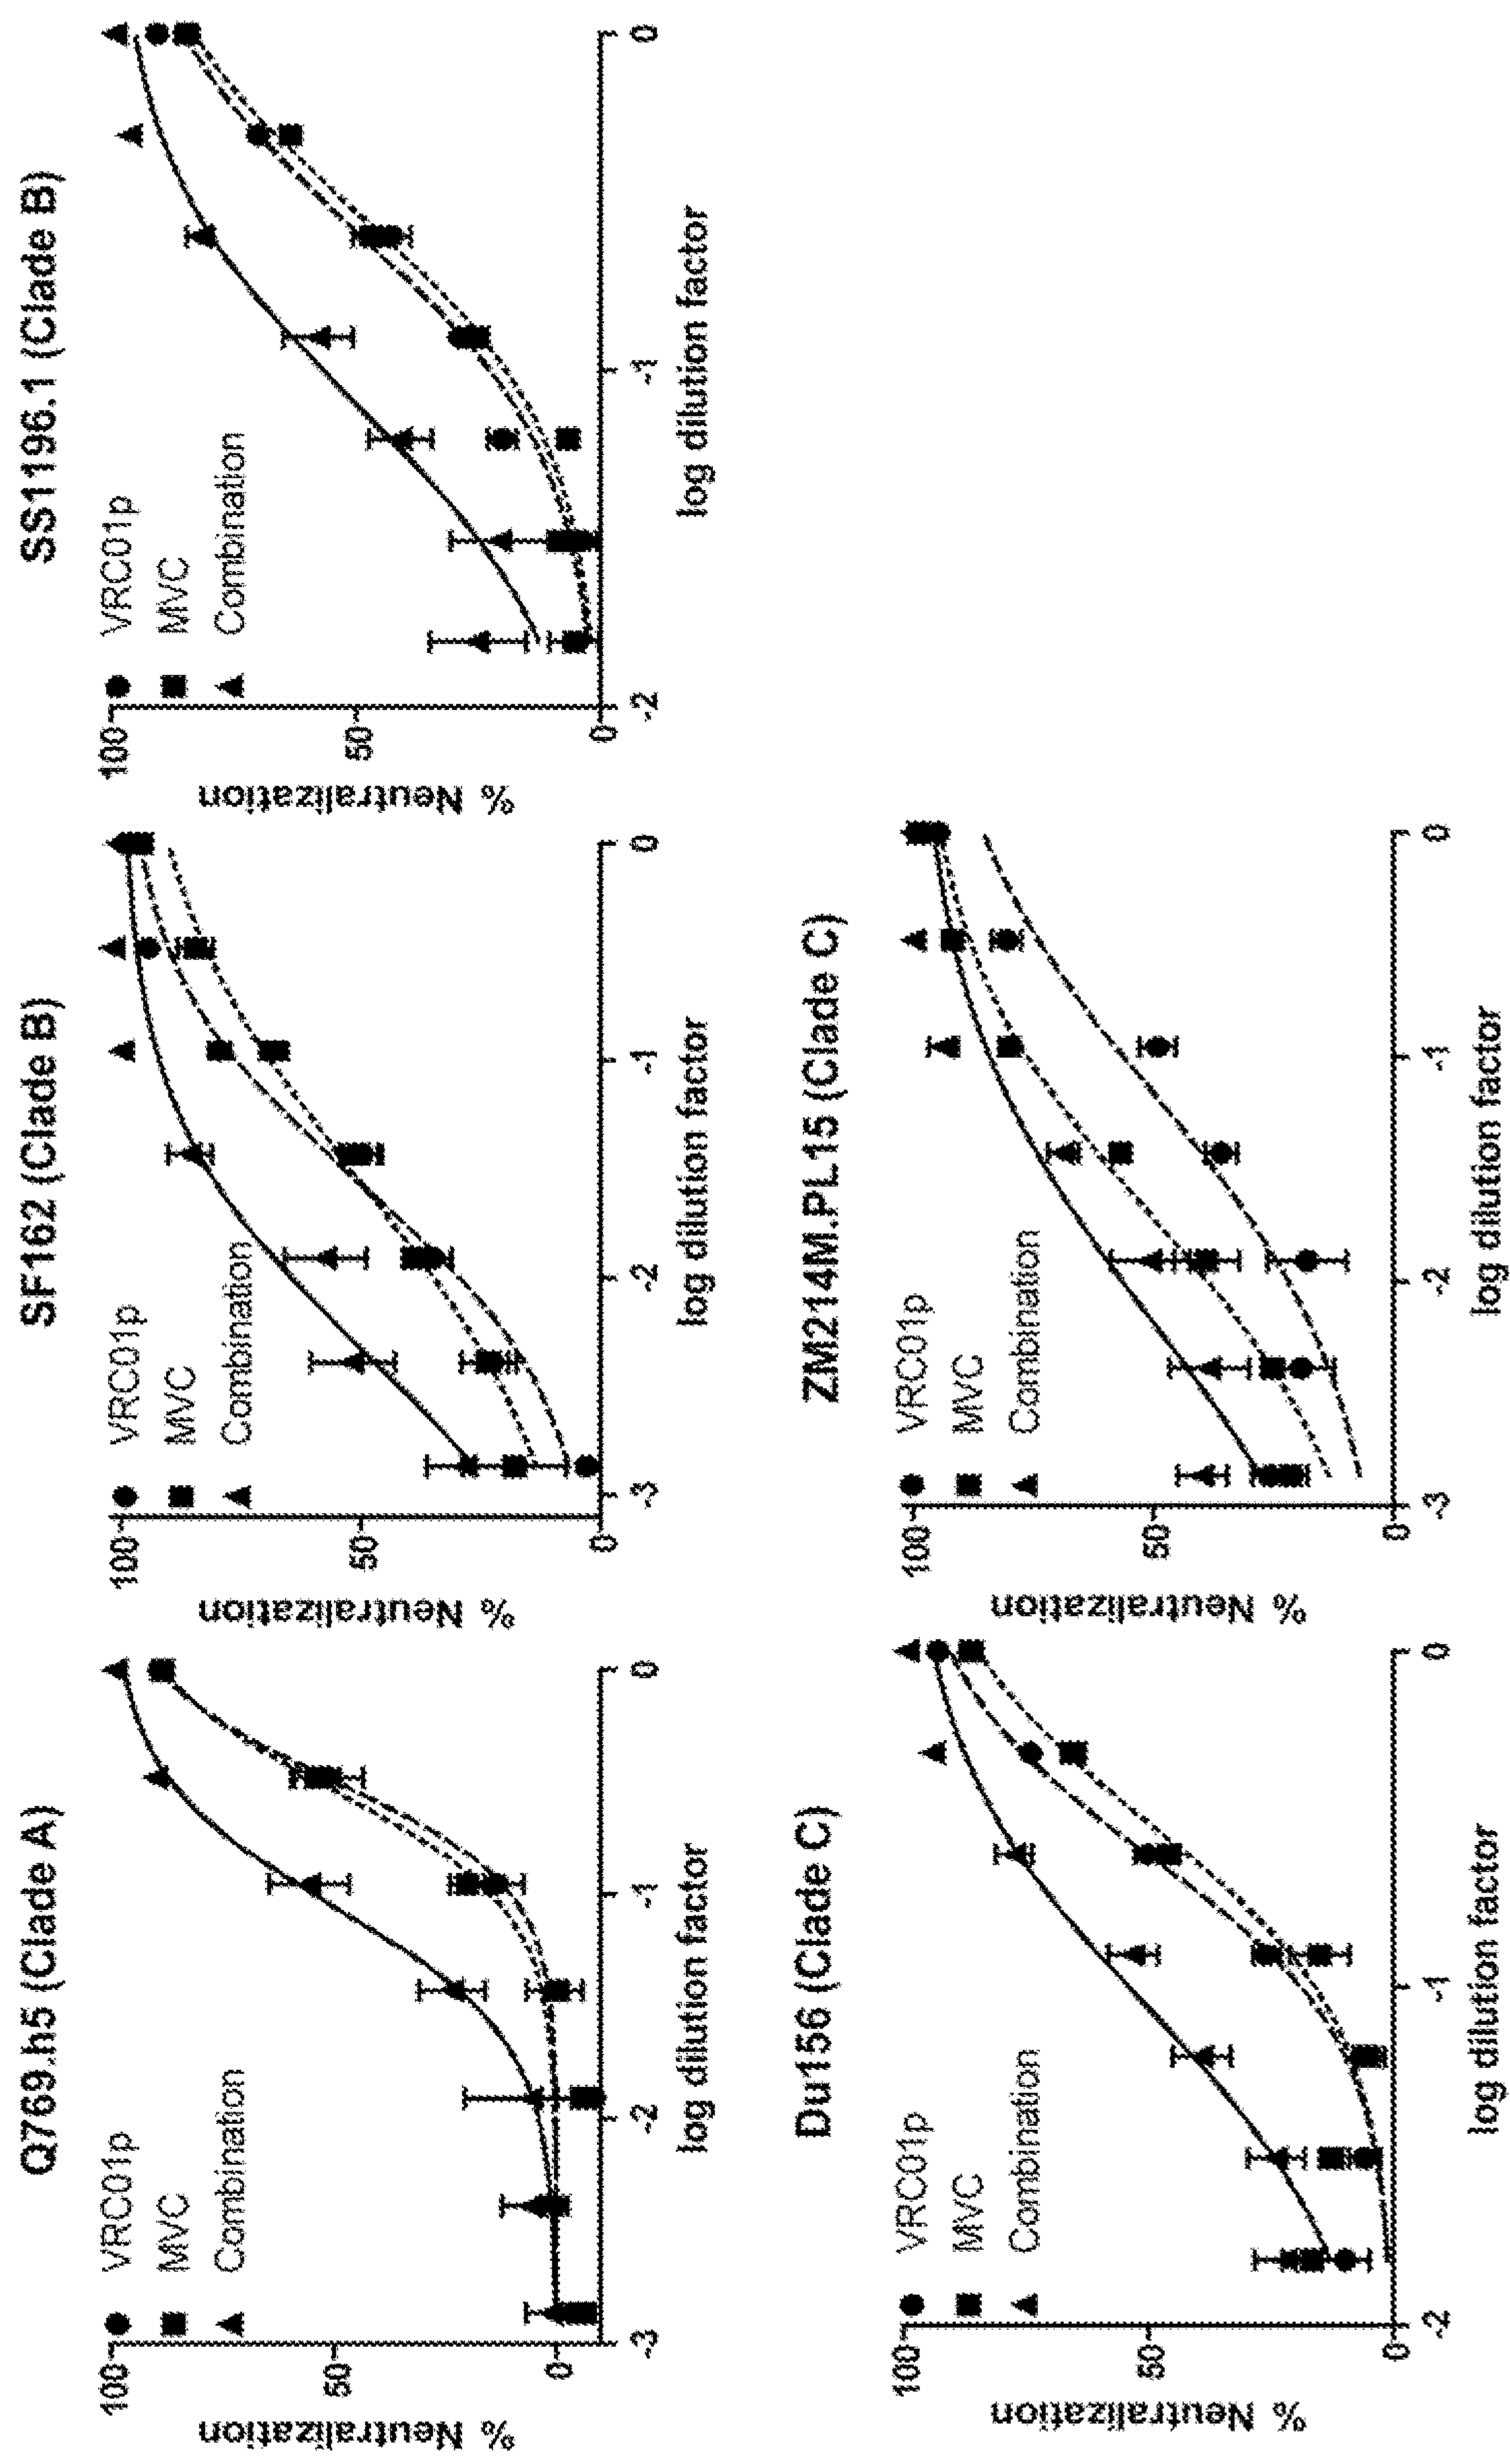 Q769.h5 (Clade A)
% Neutralization
100
50
0
VRC01p
MVC
Combination
-3
-2
-1
0
log dilution factor
SF162 (Clade B)
% Neutralization
100
50
0
VRC01p
MVC
Combination
-3
-2
-1
0
log dilution factor
SS1196.1 (Clade B)
% Neutralization
100
50
0
VRC01p
MVC
Combination
-2
-1
0
log dilution factor
Du156 (Clade C)
% Neutralization
100
50
0
VRC01p
MVC
Combination
-2
-1
0
log dilution factor
ZM214M.PL15 (Clade C)
% Neutralization
100
50
0
VRC01p
MVC
Combination
-3
-2
-1
0
log dilution factor